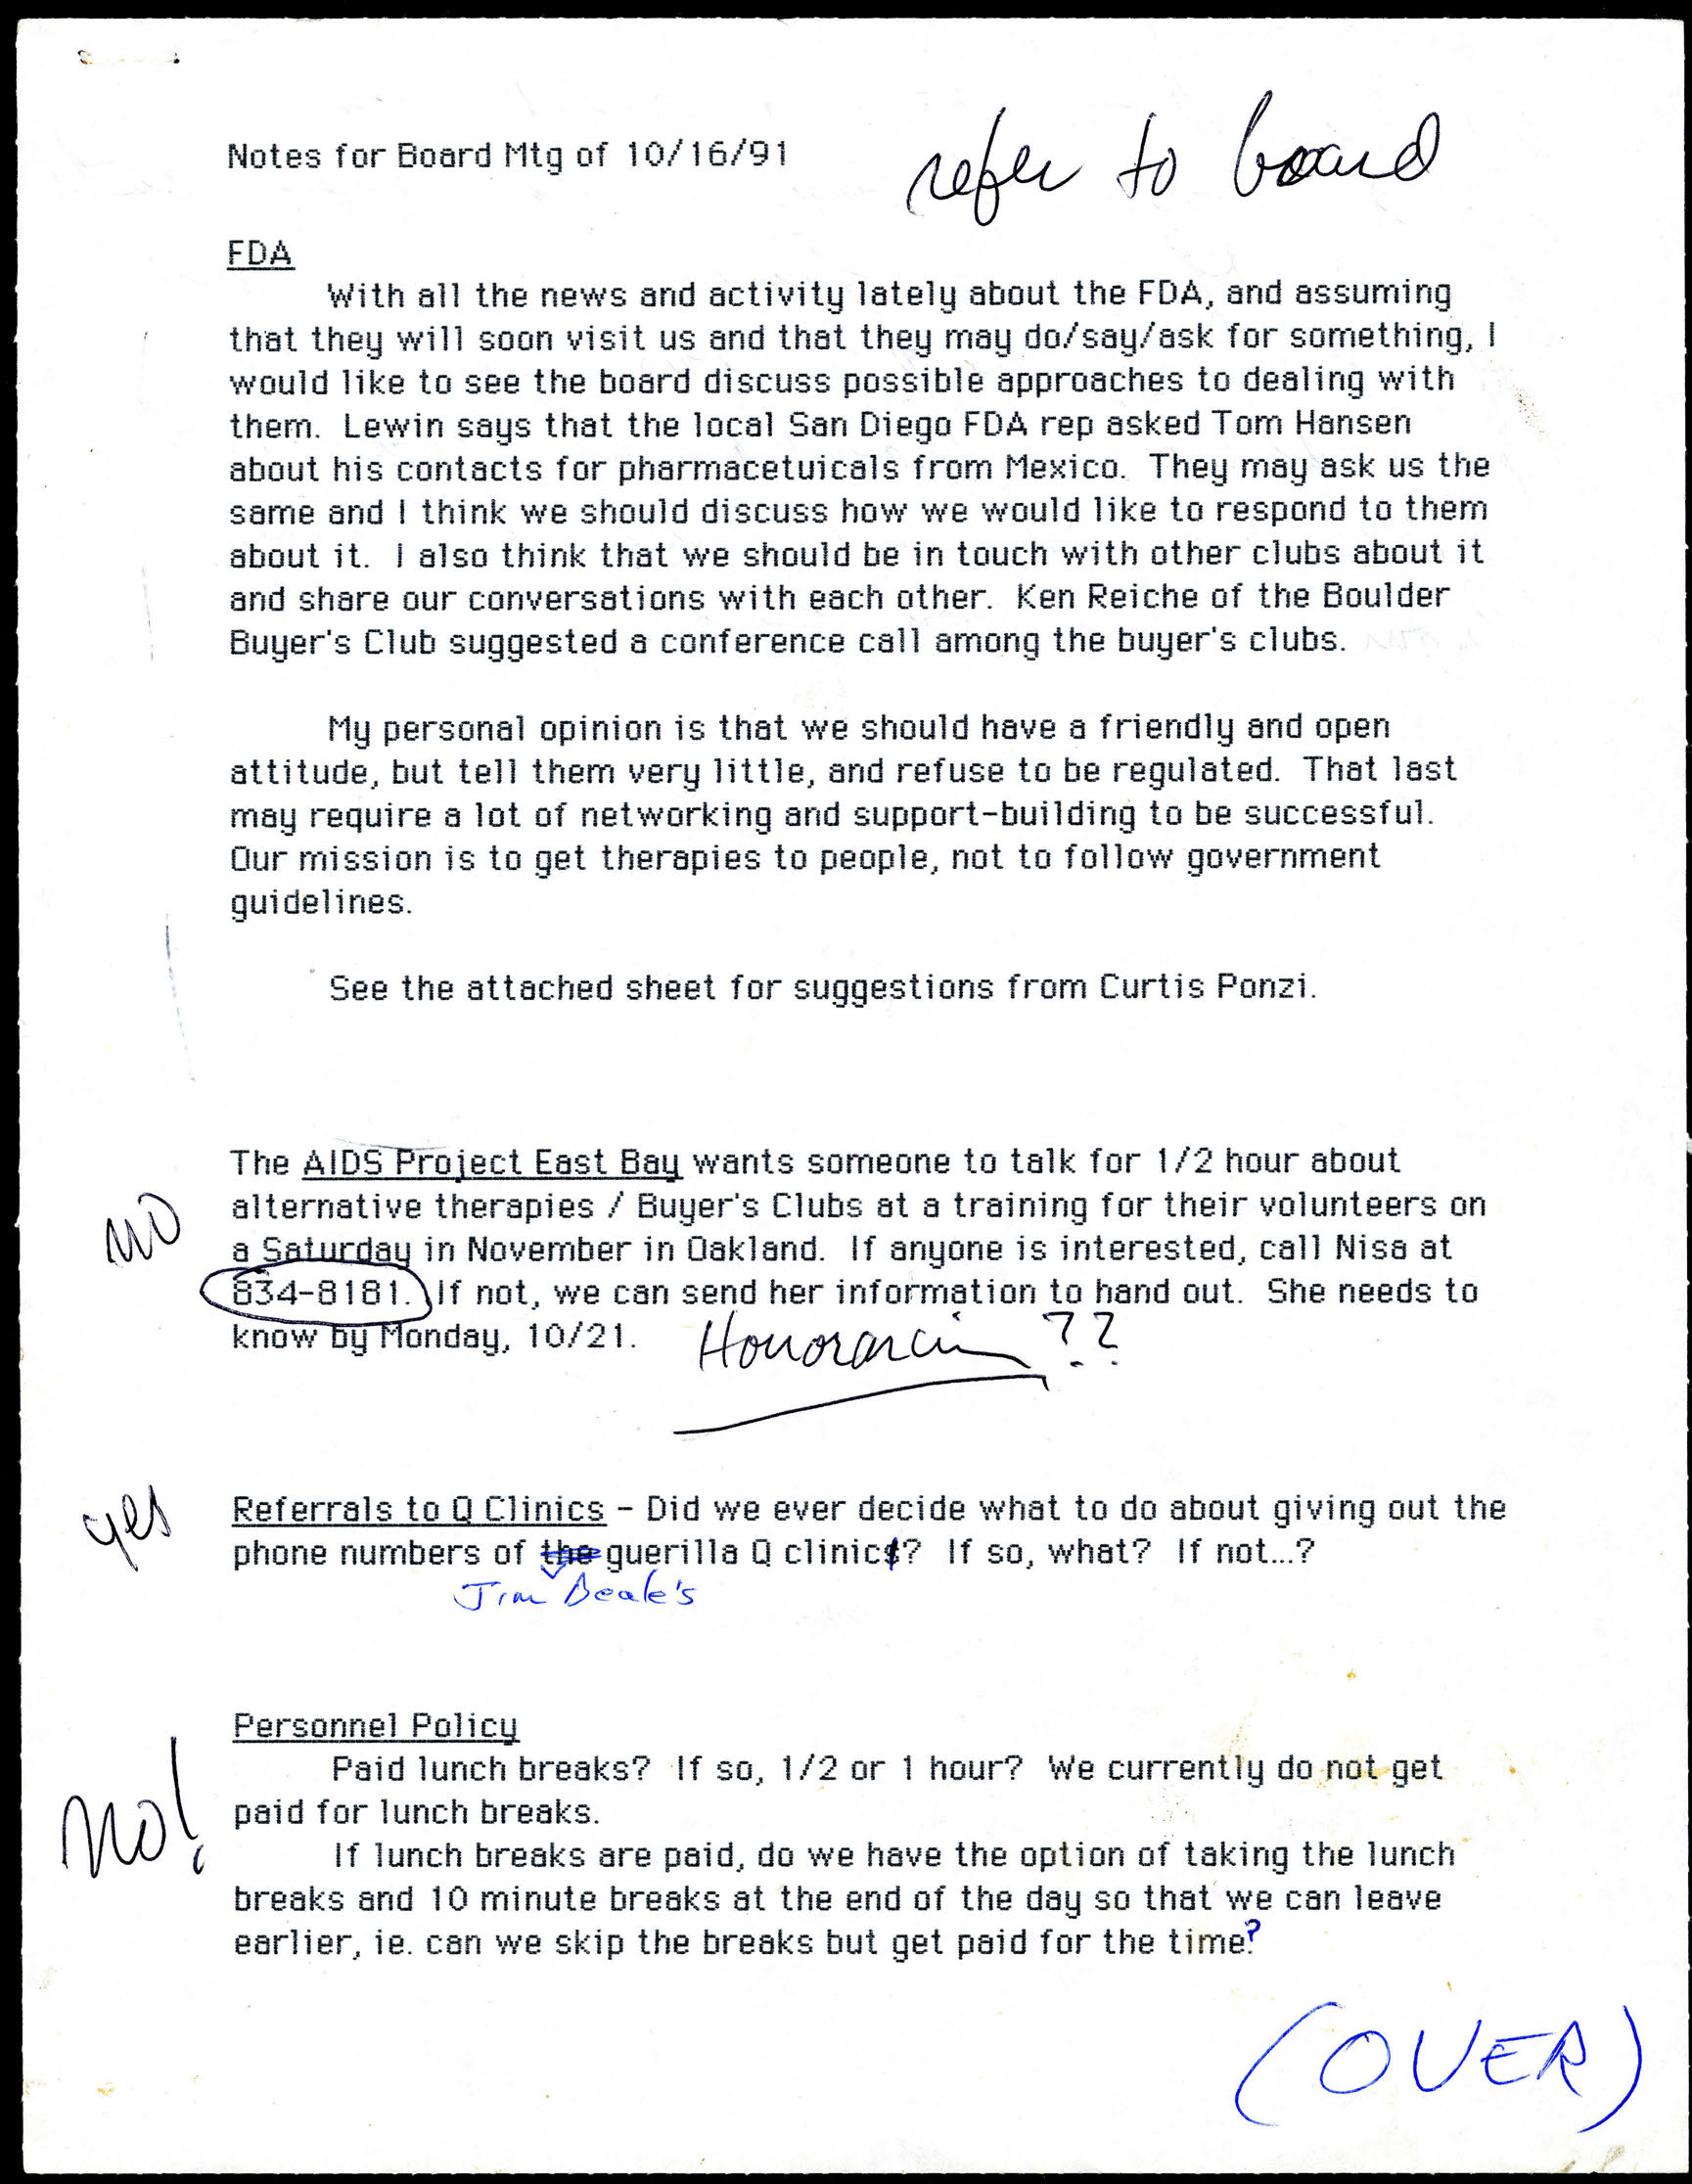 Notes for Board Mtg of 10/16/91
refer to board
FDA
With all the news and activity lately about the FDA, and assuming
that they will soon visit us and that they may do/say/ask for something, I
would like to see the board discuss possible approaches to dealing with
them. Lewin says that the local San Diego FDA rep asked Tom Hansen
about his contacts for pharmacetuicals from Mexico. They may ask us the
same and I think we should discuss how we would like to respond to them
about it. I also think that we should be in touch with other clubs about it
and share our conversations with each other. Ken Reiche of the Boulder
Buyer's Club suggested a conference call among the buyer's clubs.
My personal opinion is that we should have a friendly and open
attitude, but tell them very little, and refuse to be regulated. That last
may require a lot of networking and support-building to be successful.
Our mission is to get therapies to people, not to follow government
guidelines.
See the attached sheet for suggestions from Curtis Ponzi.
The AIDS Project East Bay wants someone to talk for 1/2 hour about
alternative therapies / Buyer's Clubs at a training for their volunteers on
no
a Saturday in November in Oakland. If anyone is interested, call Nisa at
834-8181. If not, we can send her information to hand out. She needs to
know by Monday, 10/21.
Honorarium ??
yes
Referrals to Q Clinics - Did we ever decide what to do about giving out the
phone numbers of the guerilla Q clinics? If so, what? If not...?
Jim Beale's
Personnel Policy
Paid lunch breaks? If so, 1/2 or 1 hour? We currently do not get
paid for lunch breaks.
No!
If lunch breaks are paid, do we have the option of taking the lunch
breaks and 10 minute breaks at the end of the day so that we can leave
earlier, ie. can we skip the breaks but get paid for the time?
(OVER)